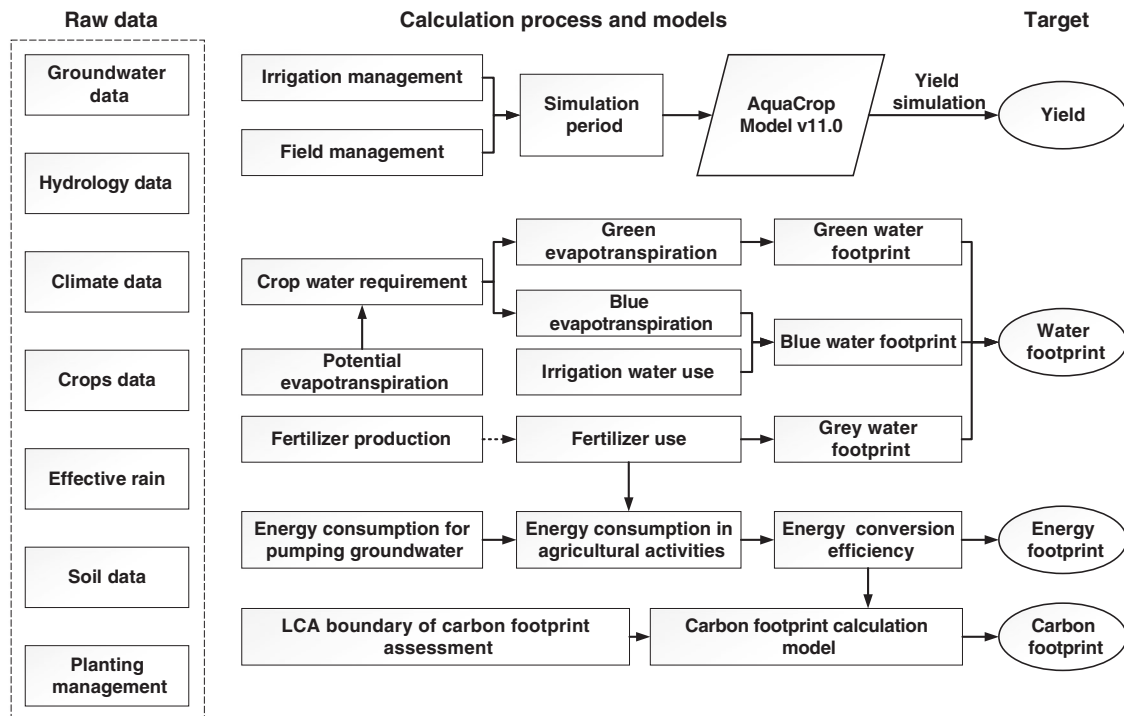 Raw data
Calculation process and models
Target
Groundwater
data
Hydrology data
Climate data
Crops data
Effective rain
Soil data
Planting
management
Irrigation management
Field management
Simulation
period
AquaCrop
Model v11.0
Yield
simulation
Yield
Crop water requirement
Potential
evapotranspiration
Green
evapotranspiration
Blue
evapotranspiration
Irrigation water use
Green water
footprint
Blue water footprint
Water
footprint
Fertilizer production
Fertilizer use
Grey water
footprint
Energy consumption for
pumping groundwater
Energy consumption in
agricultural activities
Energy conversion
efficiency
Energy
footprint
LCA boundary of carbon footprint
assessment
Carbon footprint calculation
model
Carbon
footprint